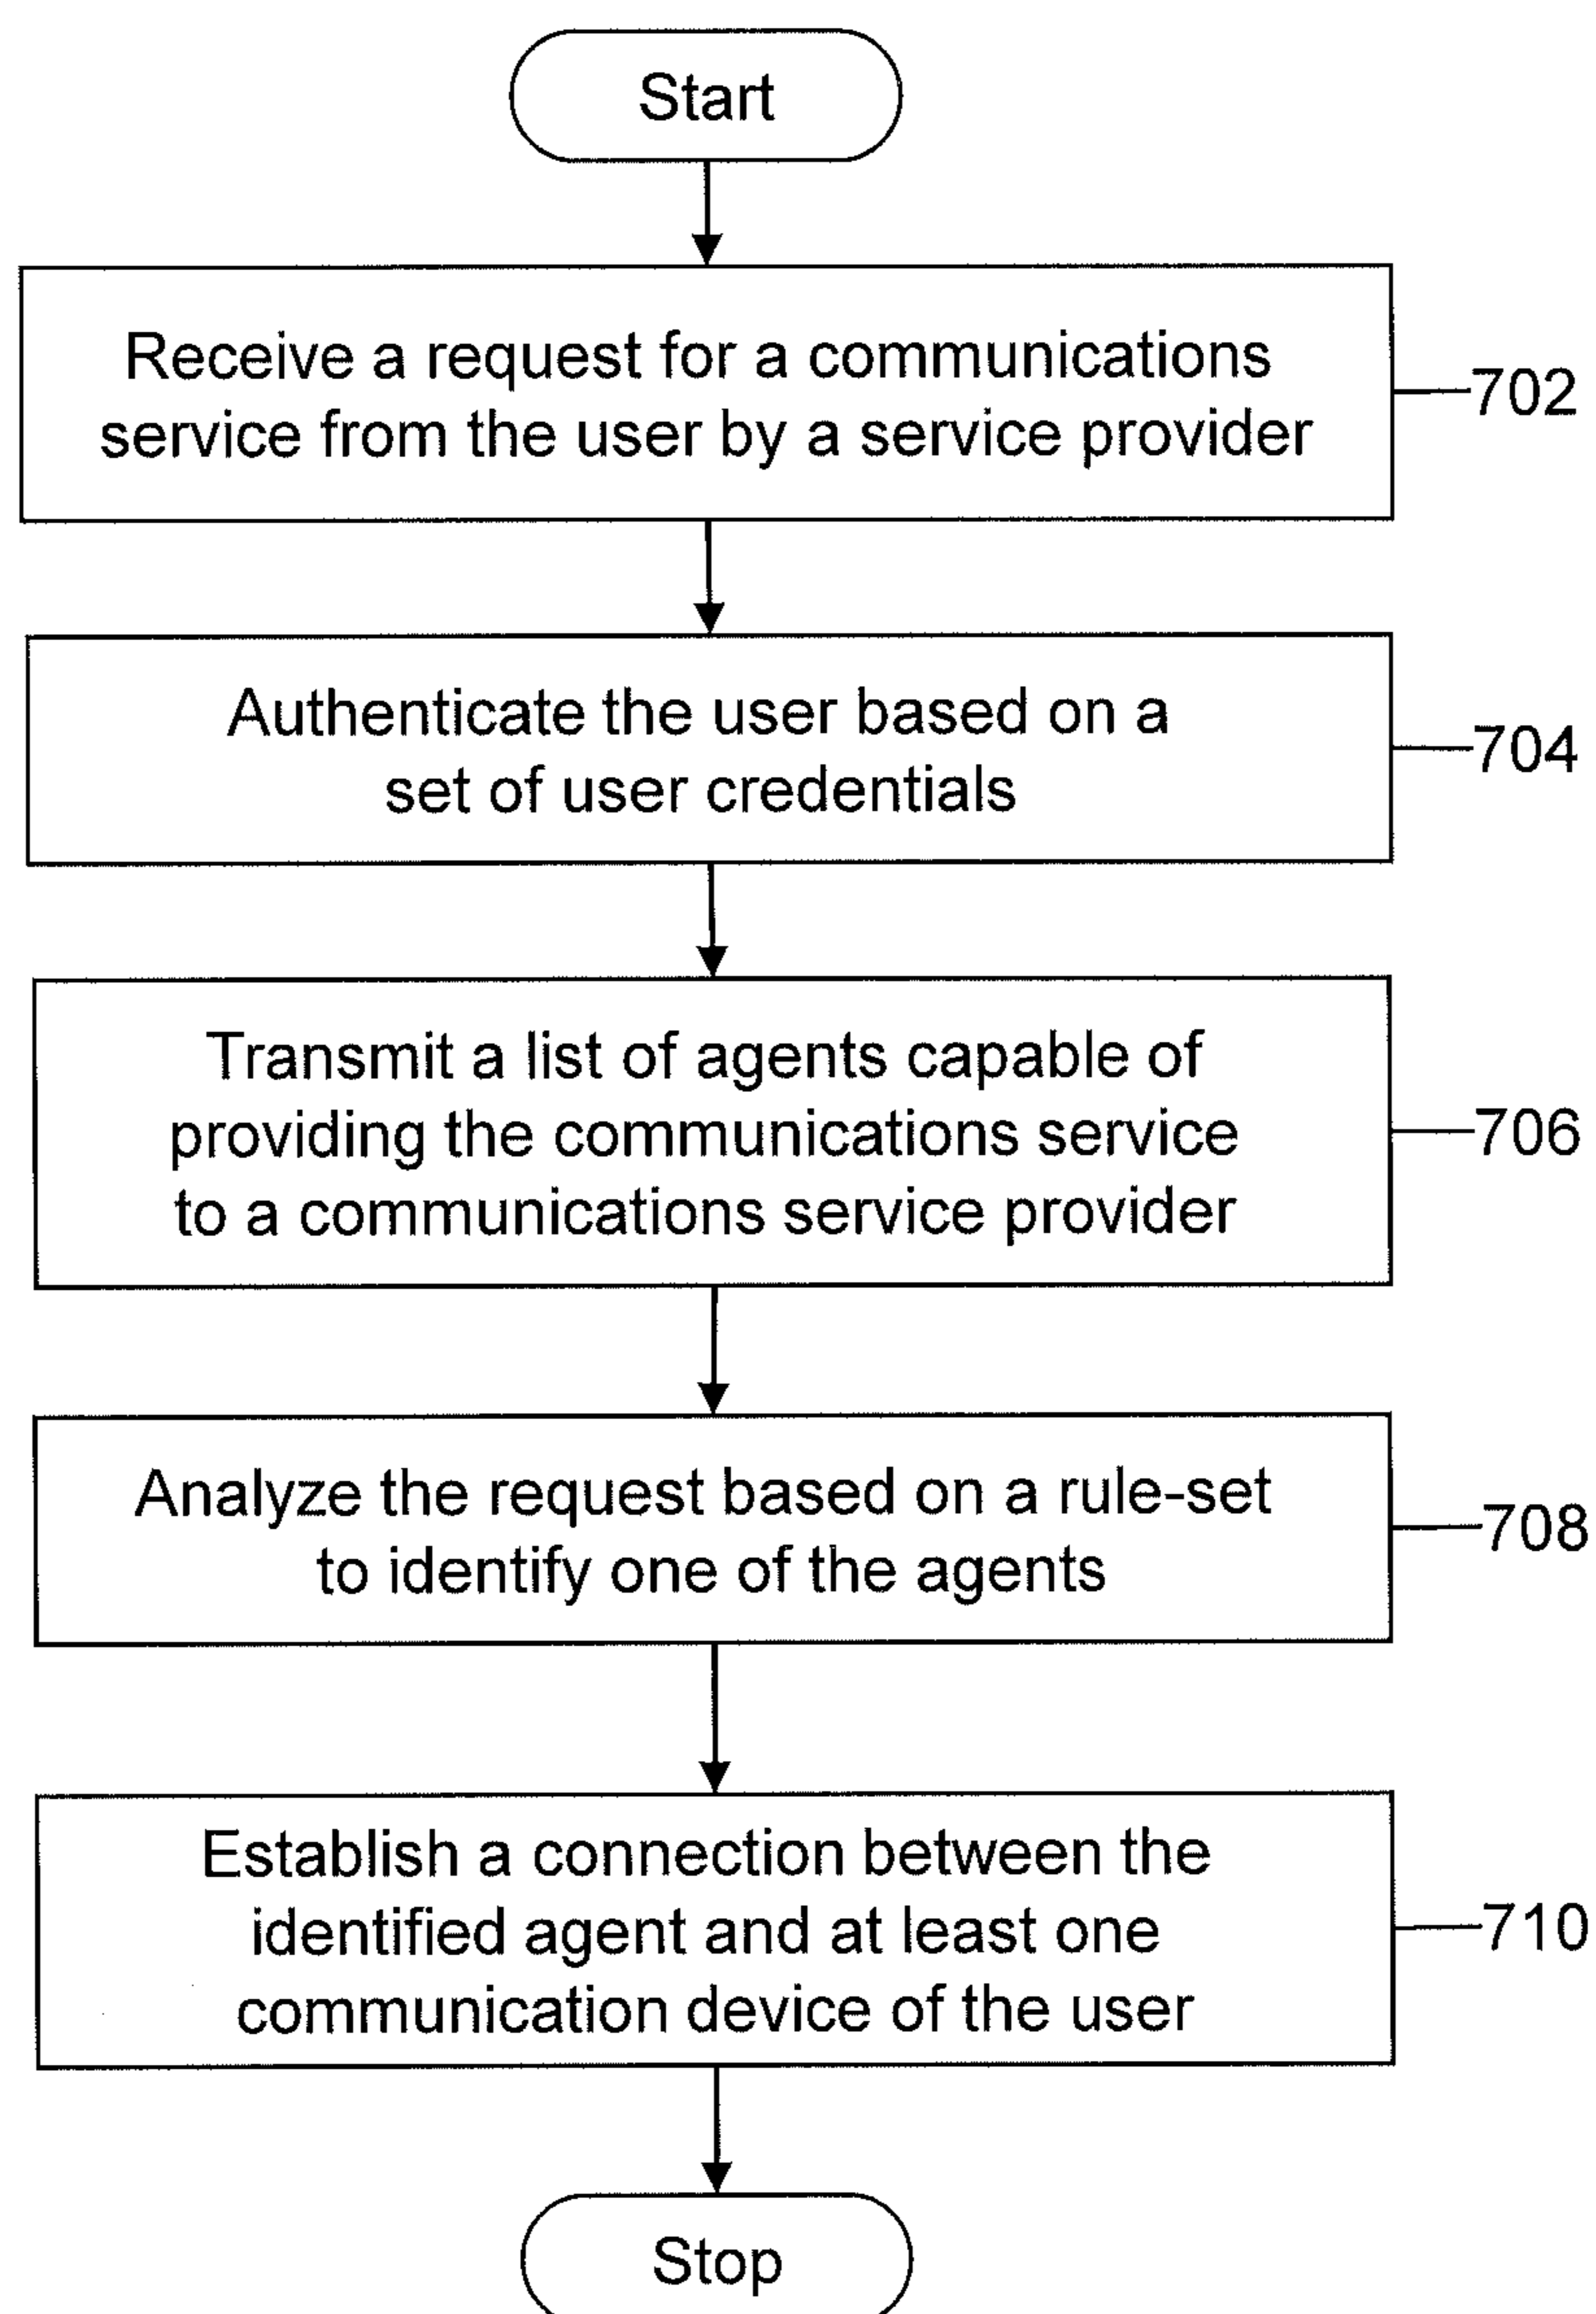 Start
Receive a request for a communications
service from the user by a service provider
702
Authenticate the user based on a
set of user credentials
704
Transmit a list of agents capable of
providing the communications service
to a communications service provider
706
Analyze the request based on a rule-set
to identify one of the agents
708
Establish a connection between the
identified agent and at least one
communication device of the user
710
Stop